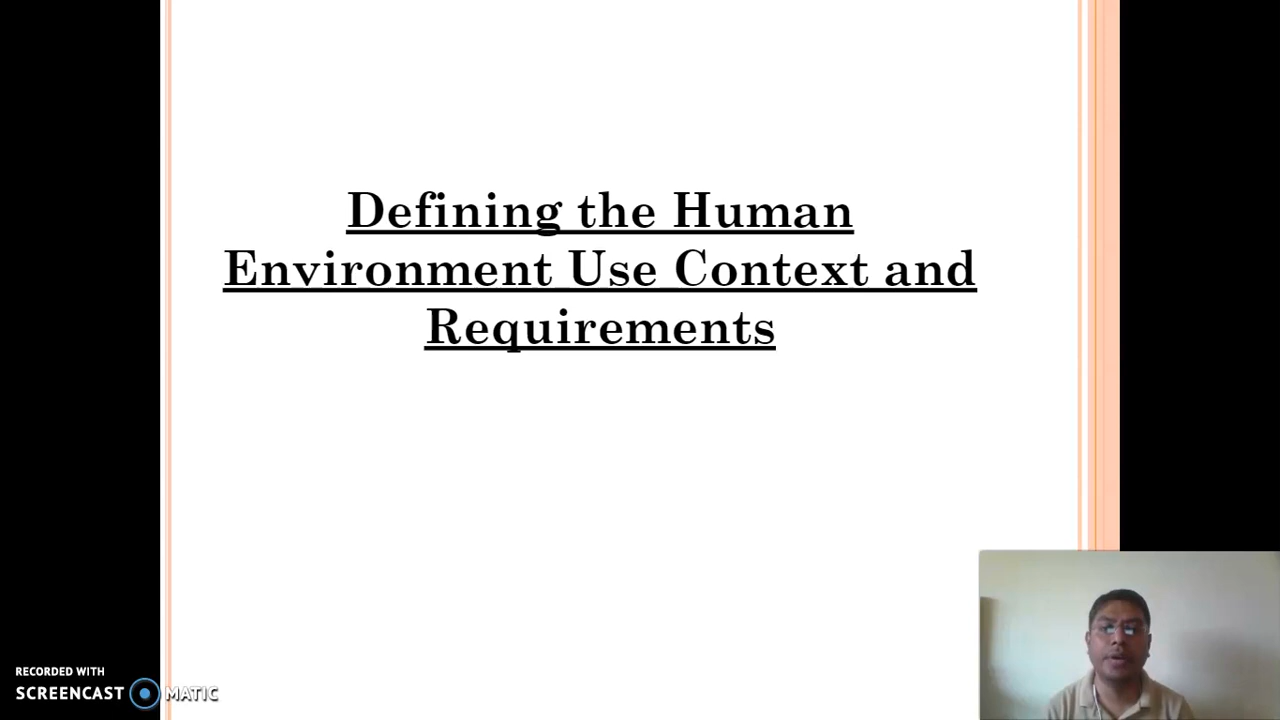 Defining the Human
Environment Use Context and
Requirements
RECORDED WITH
SCREENCAST MATIC